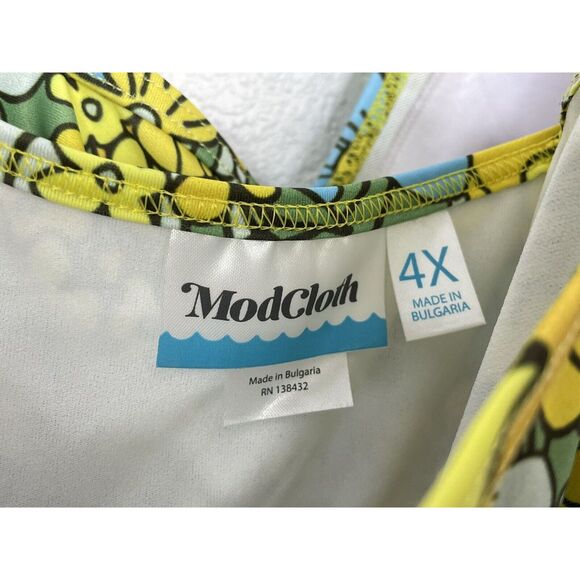 ModCloth
4X
MADE IN
BULGARIA
Made in Bulgaria
RN 138432